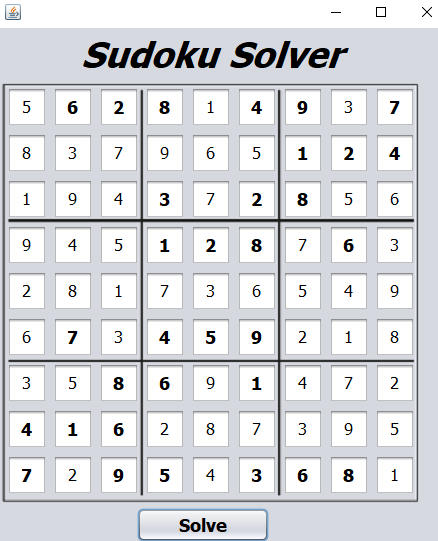 Sudoku Solver
5 6 2 8 1 4 9 3 7
8 3 7 9 6 5 1 2 4
1 9 4 3 7 2 8 5 6
9 4 5 1 2 8 7 6 3
2 8 1 7 3 6 5 4 9
6 7 3 4 5 9 2 1 8
3 5 8 6 9 1 4 7 2
4 1 6 2 8 7 3 9 5
7 2 9 5 4 3 6 8 1
Solve